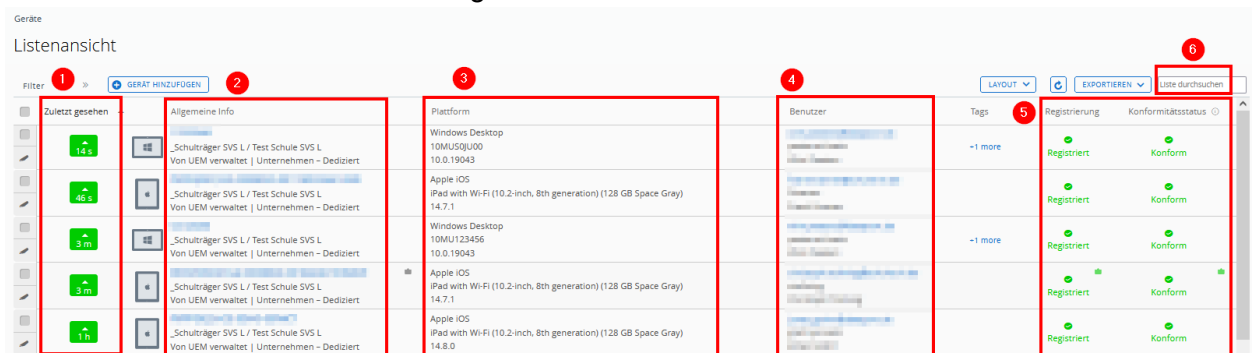 Geräte
Listenansicht
6
Filter
1
»
GERÄT HINZUFÜGEN
2
3
4
LAYOUT
EXPORTIEREN
Liste durchsuchen
Zuletzt gesehen
Allgemeine Info
Plattform
Benutzer
Tags
5
Registrierung
Konformitätsstatus
14 s
_Schulträger SVS L / Test Schule SVS L
Von UEM verwaltet | Unternehmen – Dediziert
Windows Desktop
10MUS0JU00
10.0.19043
+1 more
Registriert
Konform
46 s
_Schulträger SVS L / Test Schule SVS L
Von UEM verwaltet | Unternehmen – Dediziert
Apple iOS
iPad with Wi-Fi (10.2-inch, 8th generation) (128 GB Space Gray)
14.7.1
Registriert
Konform
3 m
_Schulträger SVS L / Test Schule SVS L
Von UEM verwaltet | Unternehmen – Dediziert
Windows Desktop
10MU123456
10.0.19043
+1 more
Registriert
Konform
3 m
_Schulträger SVS L / Test Schule SVS L
Von UEM verwaltet | Unternehmen – Dediziert
Apple iOS
iPad with Wi-Fi (10.2-inch, 8th generation) (128 GB Space Gray)
14.7.1
Registriert
Konform
1 h
_Schulträger SVS L / Test Schule SVS L
Von UEM verwaltet | Unternehmen – Dediziert
Apple iOS
iPad with Wi-Fi (10.2-inch, 8th generation) (128 GB Space Gray)
14.8.0
Registriert
Konform